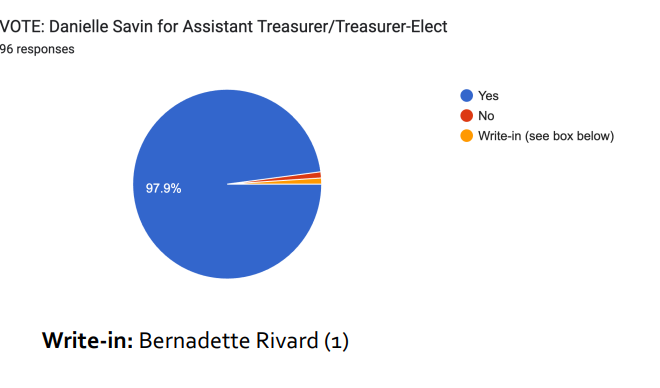 VOTE: Danielle Savin for Assistant Treasurer/Treasurer-Elect
96 responses
Yes
No
Write-in (see box below)
97.9%
Write-in: Bernadette Rivard (1)